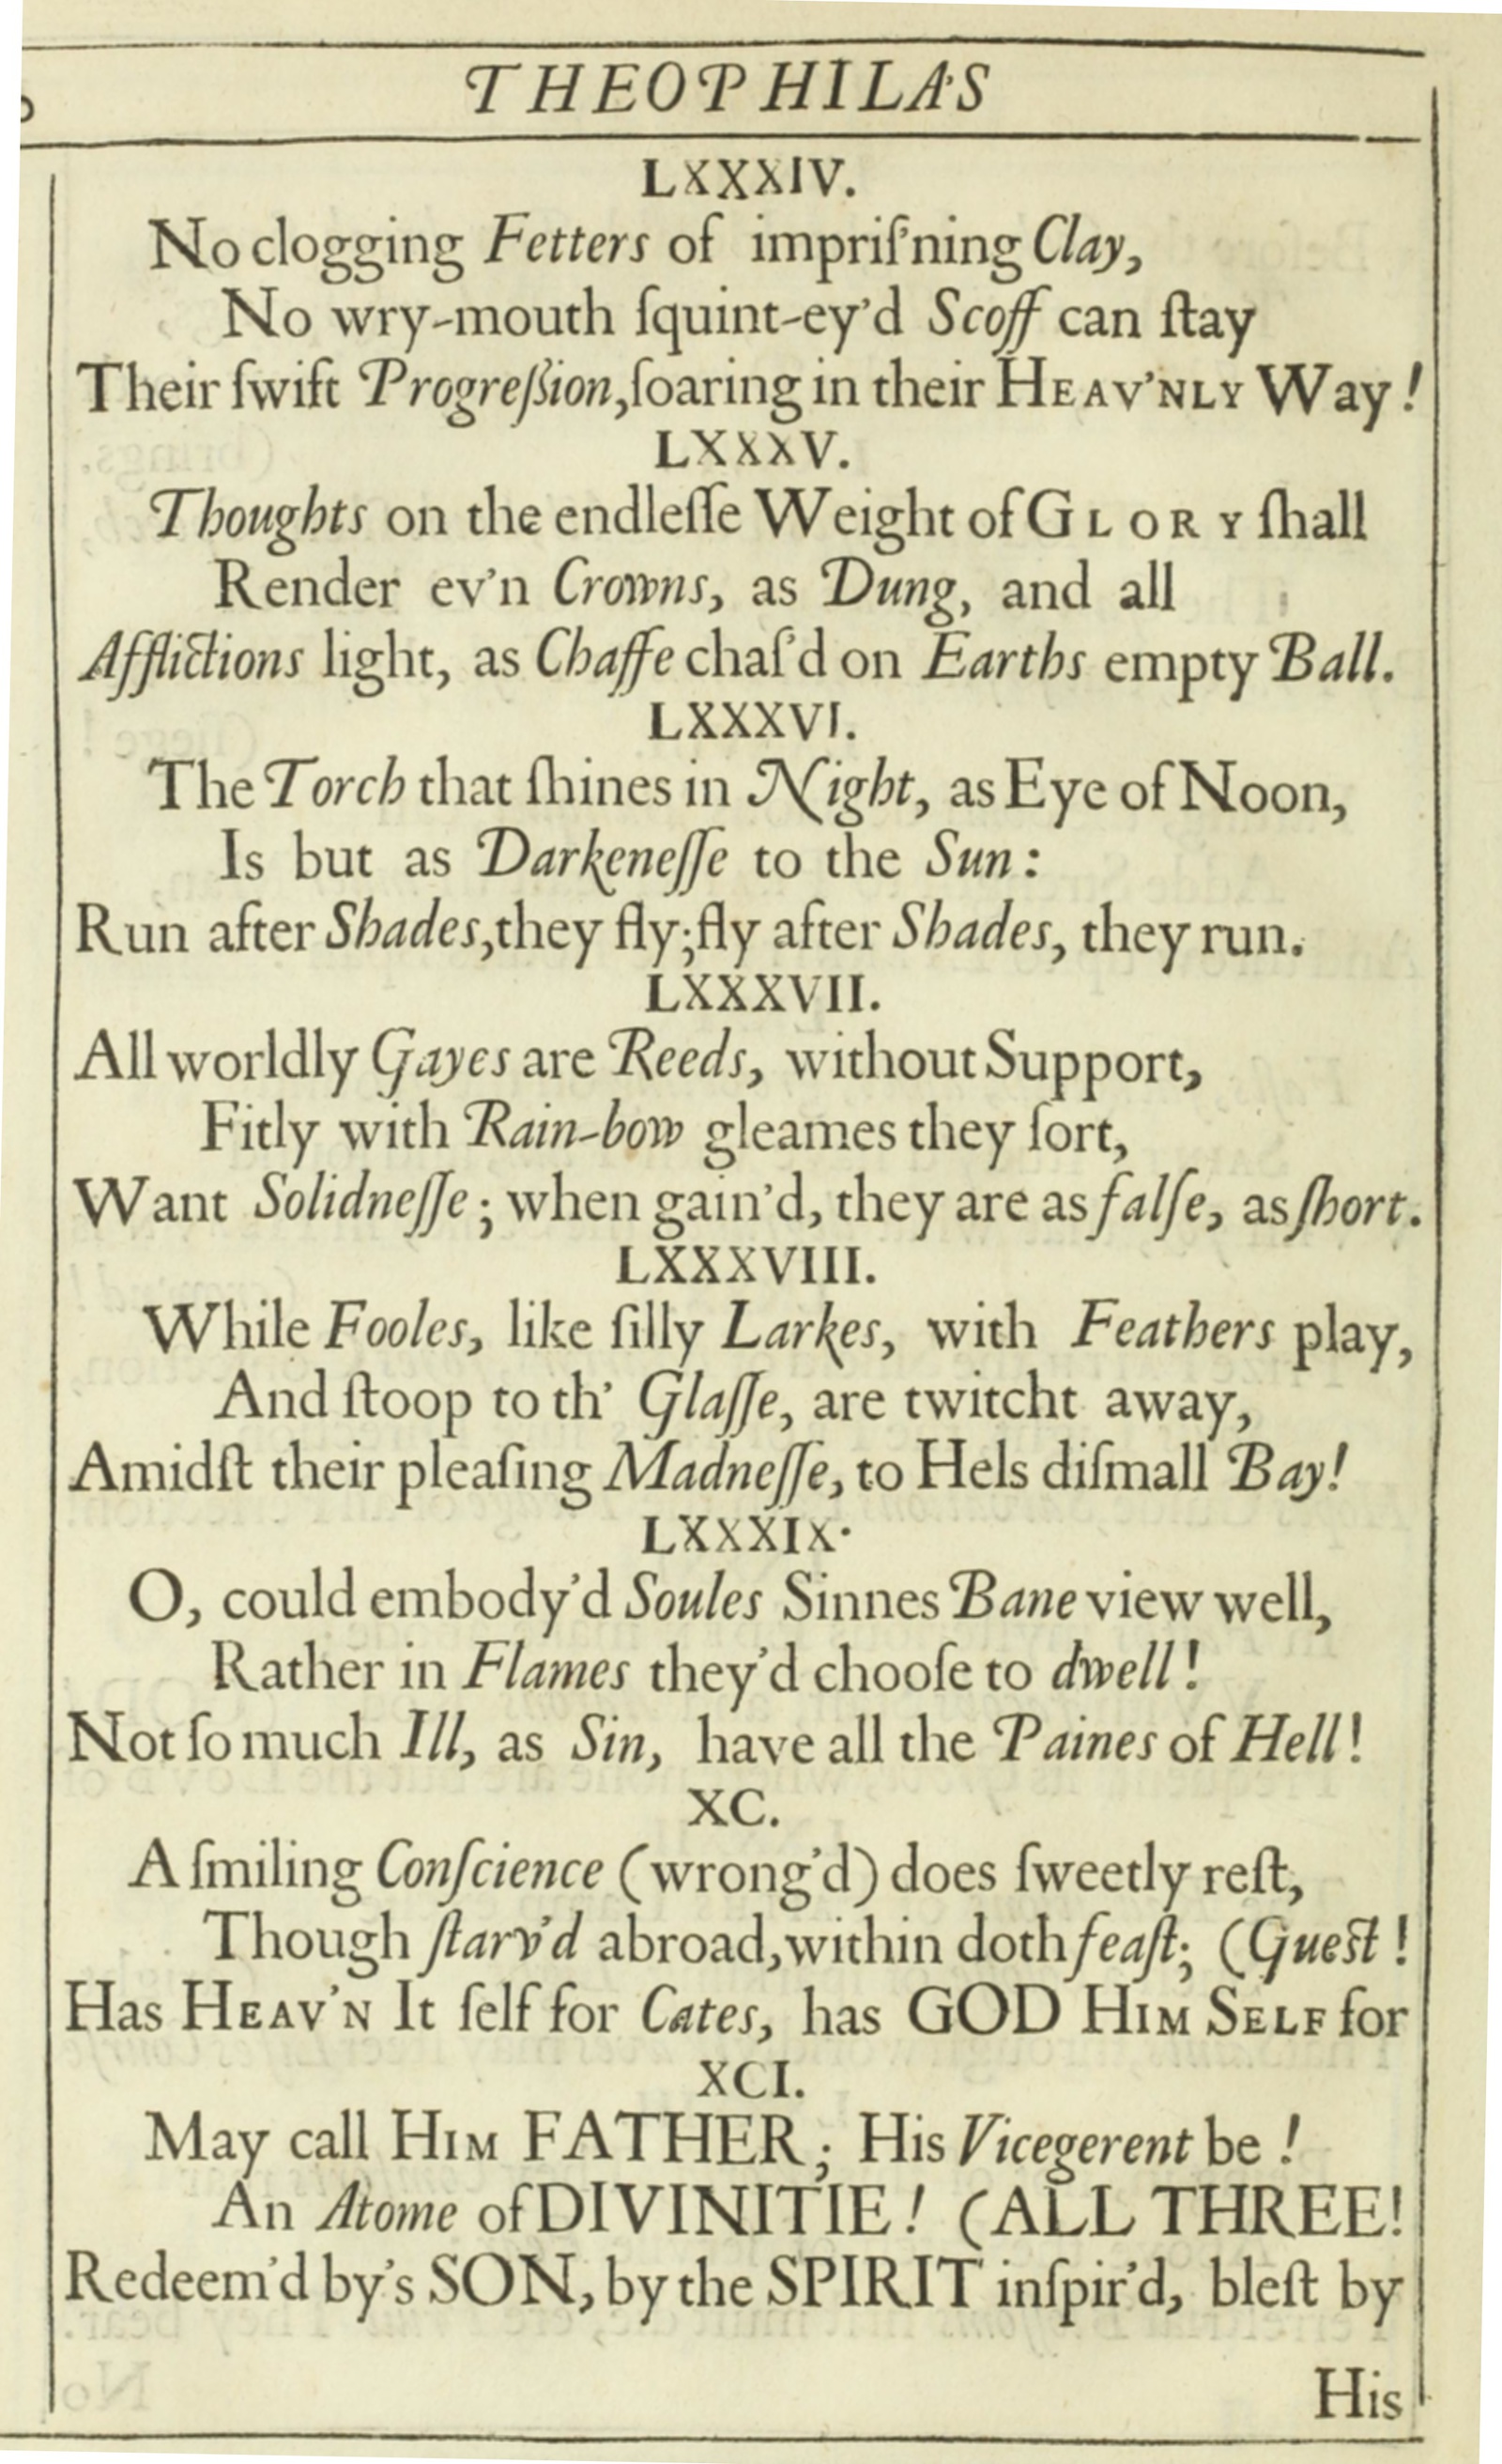 THEOPHILA'S
LXXXIV.
No clogging Fetters of impriſ'ning Clay,
No wry-mouth ſquint-ey'd Scoff can ſtay
Their ſwift Progreſsion, ſoaring in their HEAV'NLY Way!
LXXXV.
Thoughts on the endleſſe Weight of GLORY ſhall
Render ev'n Crowns, as Dung, and all
Afflictions light, as Chaffe chaſ'd on Earths empty Ball.
LXXXVI.
The Torch that ſhines in Night, as Eye of Noon,
Is but as Darkeneſſe to the Sun:
Run after Shades, they fly; fly after Shades, they run.
LXXXVII.
All worldly Gayes are Reeds, without Support,
Fitly with Rain-bow gleames they ſort,
Want Solidneſſe; when gain'd, they are as falſe, as ſhort.
LXXXVIII.
While Fooles, like ſilly Larkes, with Feathers play,
And ſtoop to th' Glaſſe, are twitcht away,
Amidſt their pleaſing Madneſſe, to Hels diſmall Bay!
LXXXIX.
O, could embody'd Soules Sinnes Bane view well,
Rather in Flames they'd chooſe to dwell!
Not ſo much Ill, as Sin, have all the Paines of Hell!
XC.
A ſmiling Conſcience (wrong'd) does ſweetly reſt,
Though ſtarv'd abroad, within doth feaſt; (Gueſt!
Has HEAV'N It ſelf for Cates, has GOD HIM SELF for
XCI.
May call HIM FATHER; His Vicegerent be!
An Atome of DIVINITIE! (ALL THREE!
Redeem'd by's SON, by the SPIRIT inſpir'd, bleſt by
His